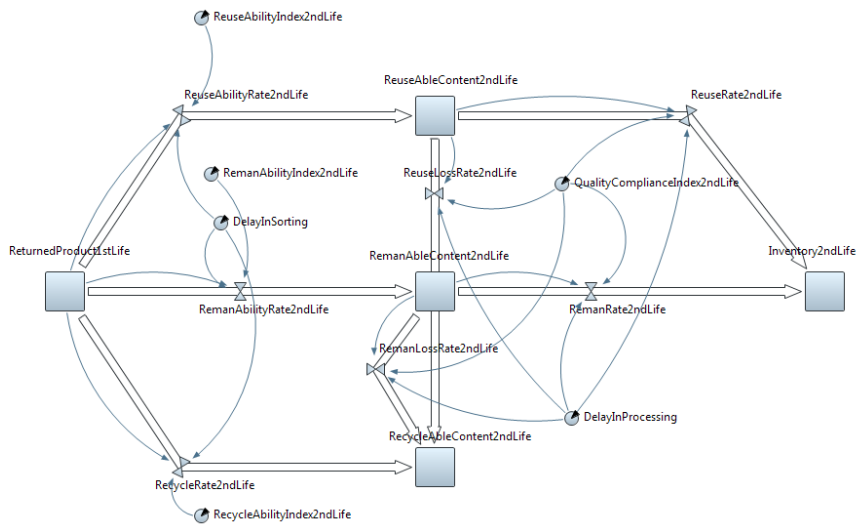 ReuseAbilityIndex2ndLife
ReuseAbleContent2ndLife
ReuseAbilityRate2ndLife
ReuseRate2ndLife
RemanAbilityIndex2ndLife
ReuseLossRate2ndLife
QualityComplianceIndex2ndLife
DelayInSorting
ReturnedProduct1stLife
RemanAbleContent2ndLife
Inventory2ndLife
RemanAbilityRate2ndLife
RemanRate2ndLife
RemanLossRate2ndLife
DelayInProcessing
RecycleAbleContent2ndLife
RecycleRate2ndLife
RecycleAbilityIndex2ndLife